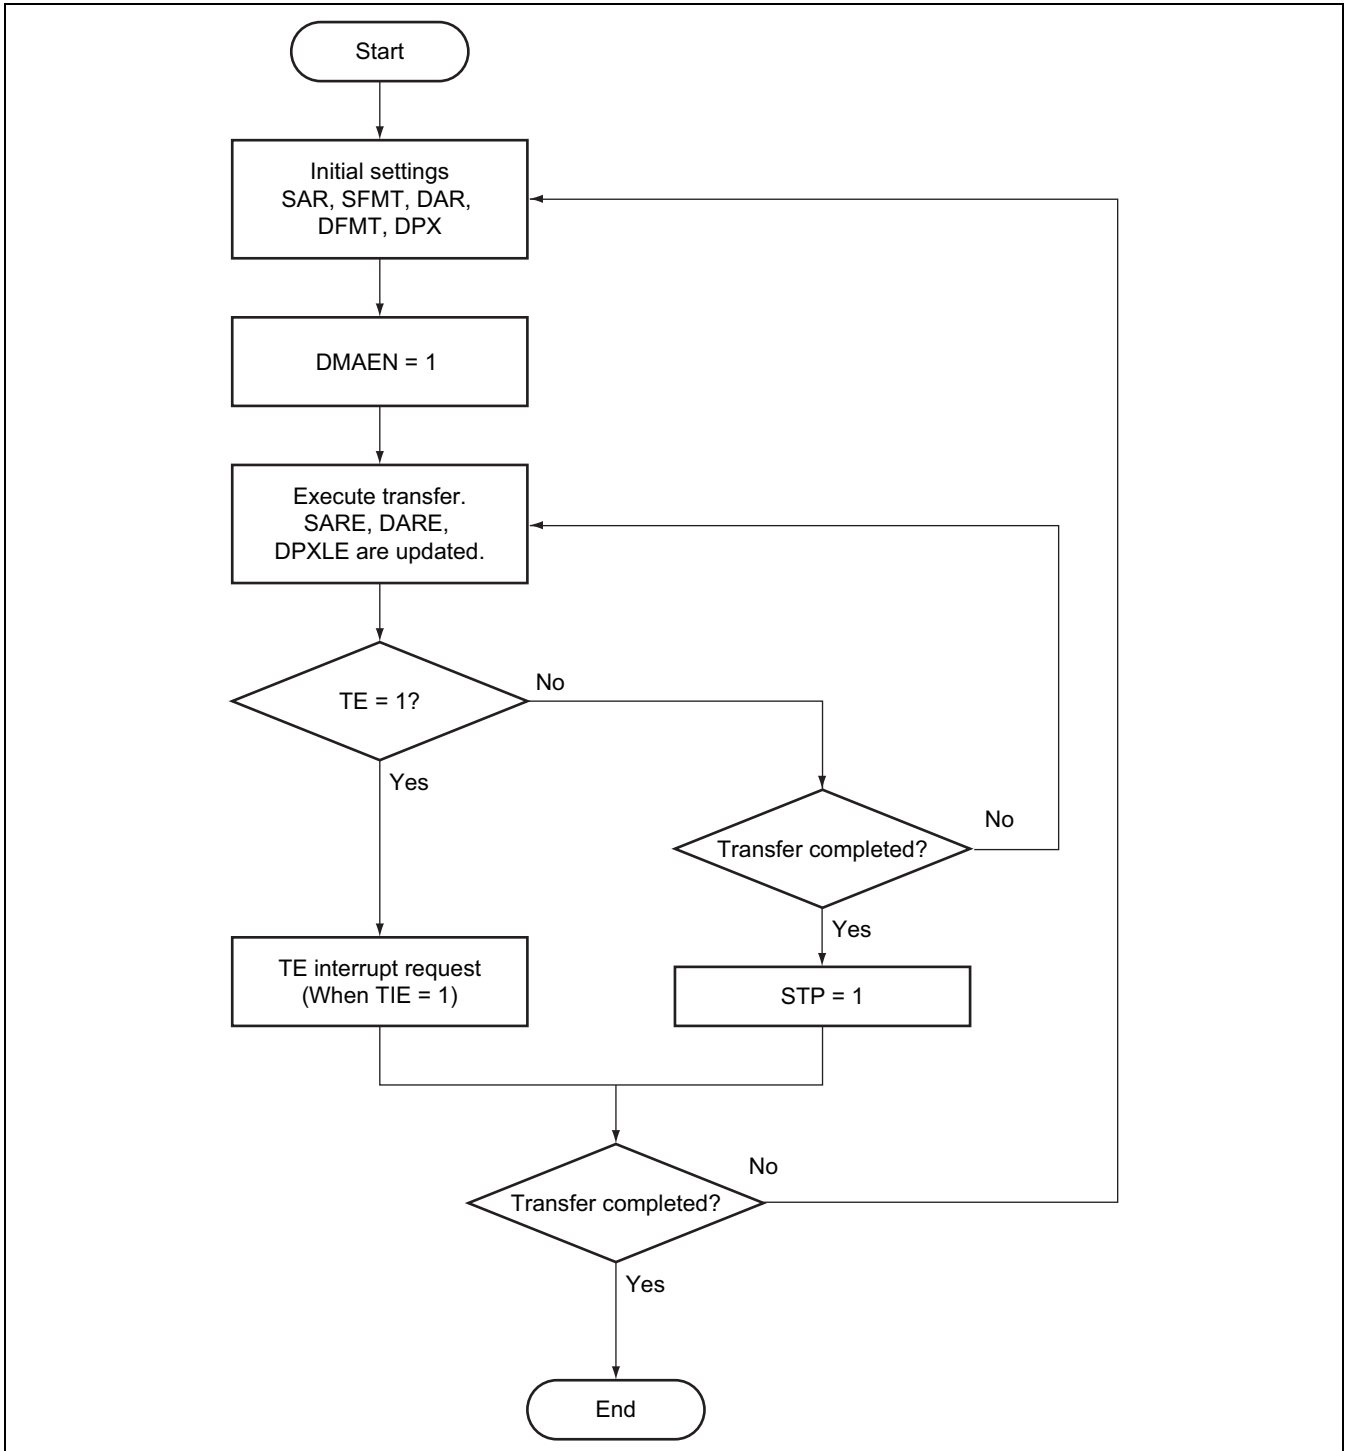 Start
Initial settings
SAR, SFMT, DAR,
DFMT, DPX
DMAEN = 1
Execute transfer.
SARE, DARE,
DPXLE are updated.
TE = 1?
No
Yes
Transfer completed?
No
Yes
TE interrupt request
(When TIE = 1)
STP = 1
Transfer completed?
No
Yes
End